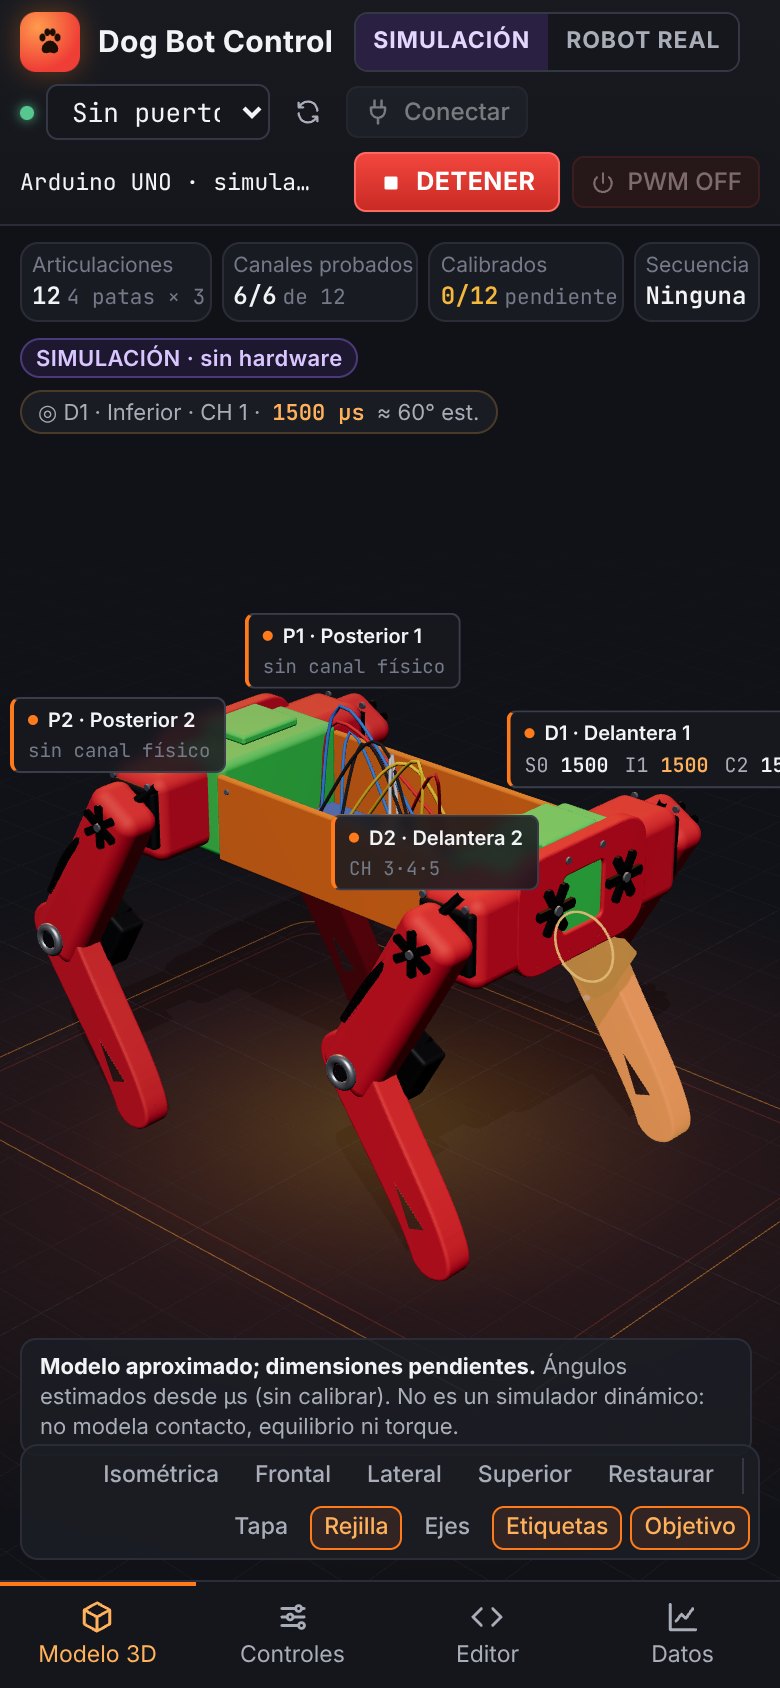 Dog Bot Control
SIMULACIÓN
ROBOT REAL
Sin puerto
Conectar
Arduino UNO · simula…
DETENER
PWM OFF
Articulaciones
12 4 patas × 3
Canales probados
6/6 de 12
Calibrados
0/12 pendiente
Secuencia
Ninguna
SIMULACIÓN · sin hardware
◎ D1 · Inferior · CH 1 · 1500 µs ≈ 60° est.
P1 · Posterior 1
sin canal físico
P2 · Posterior 2
sin canal físico
D1 · Delantera 1
S0 1500 I1 1500 C2 15
D2 · Delantera 2
CH 3·4·5
Modelo aproximado; dimensiones pendientes. Ángulos
estimados desde µs (sin calibrar). No es un simulador dinámico:
no modela contacto, equilibrio ni torque.
Isométrica Frontal Lateral Superior Restaurar
Tapa Rejilla Ejes Etiquetas Objetivo
Modelo 3D
Controles
Editor
Datos